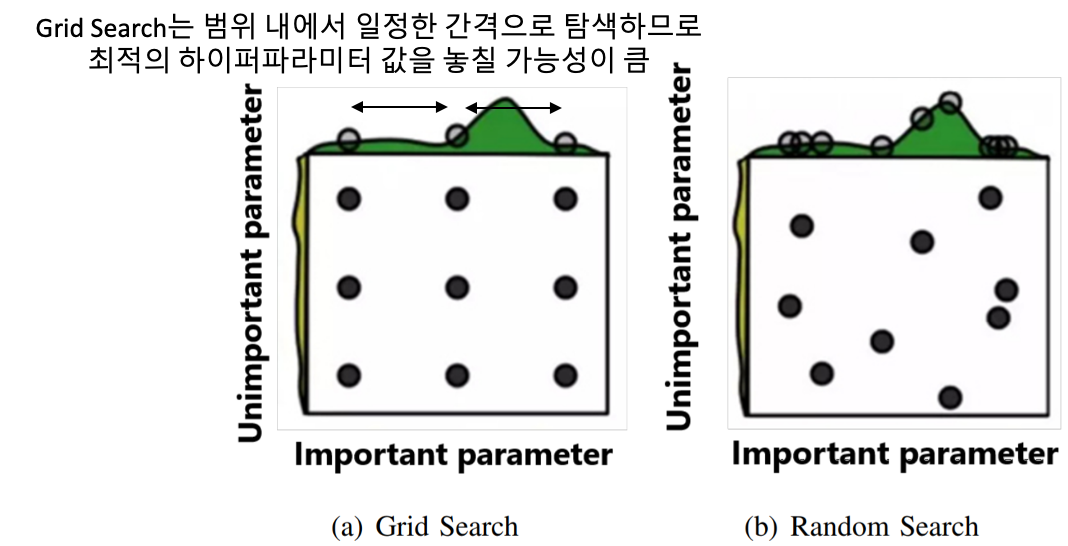 Grid Search는 범위 내에서 일정한 간격으로 탐색하므로
최적의 하이퍼파라미터 값을 놓칠 가능성이 큼
Unimportant parameter
Important parameter
(a) Grid Search
Unimportant parameter
Important parameter
(b) Random Search